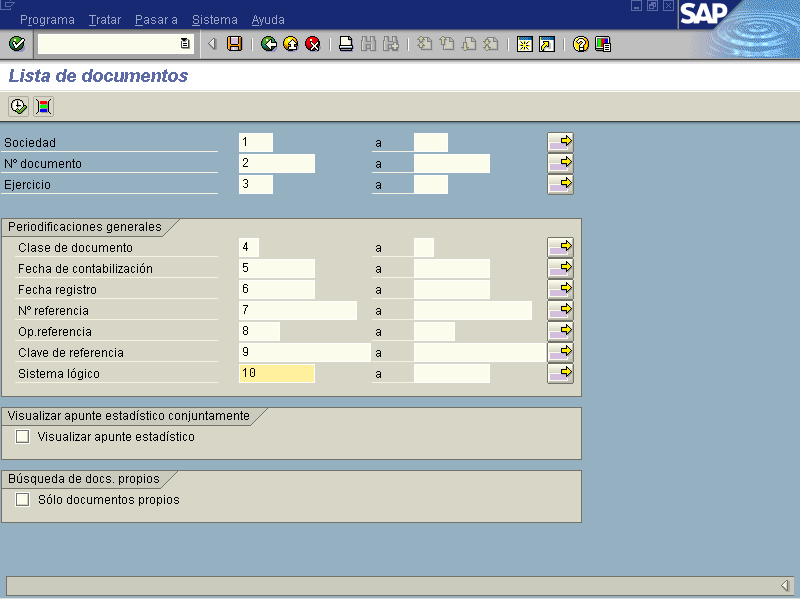 Programa Tratar Pasar a Sistema Ayuda
SAP
Lista de documentos
Sociedad 1 a
Nº documento 2 a
Ejercicio 3 a
Periodificaciones generales
Clase de documento 4 a
Fecha de contabilización 5 a
Fecha registro 6 a
Nº referencia 7 a
Op.referencia 8 a
Clave de referencia 9 a
Sistema lógico 10 a
Visualizar apunte estadístico conjuntamente
Visualizar apunte estadístico
Búsqueda de docs. propios
Sólo documentos propios